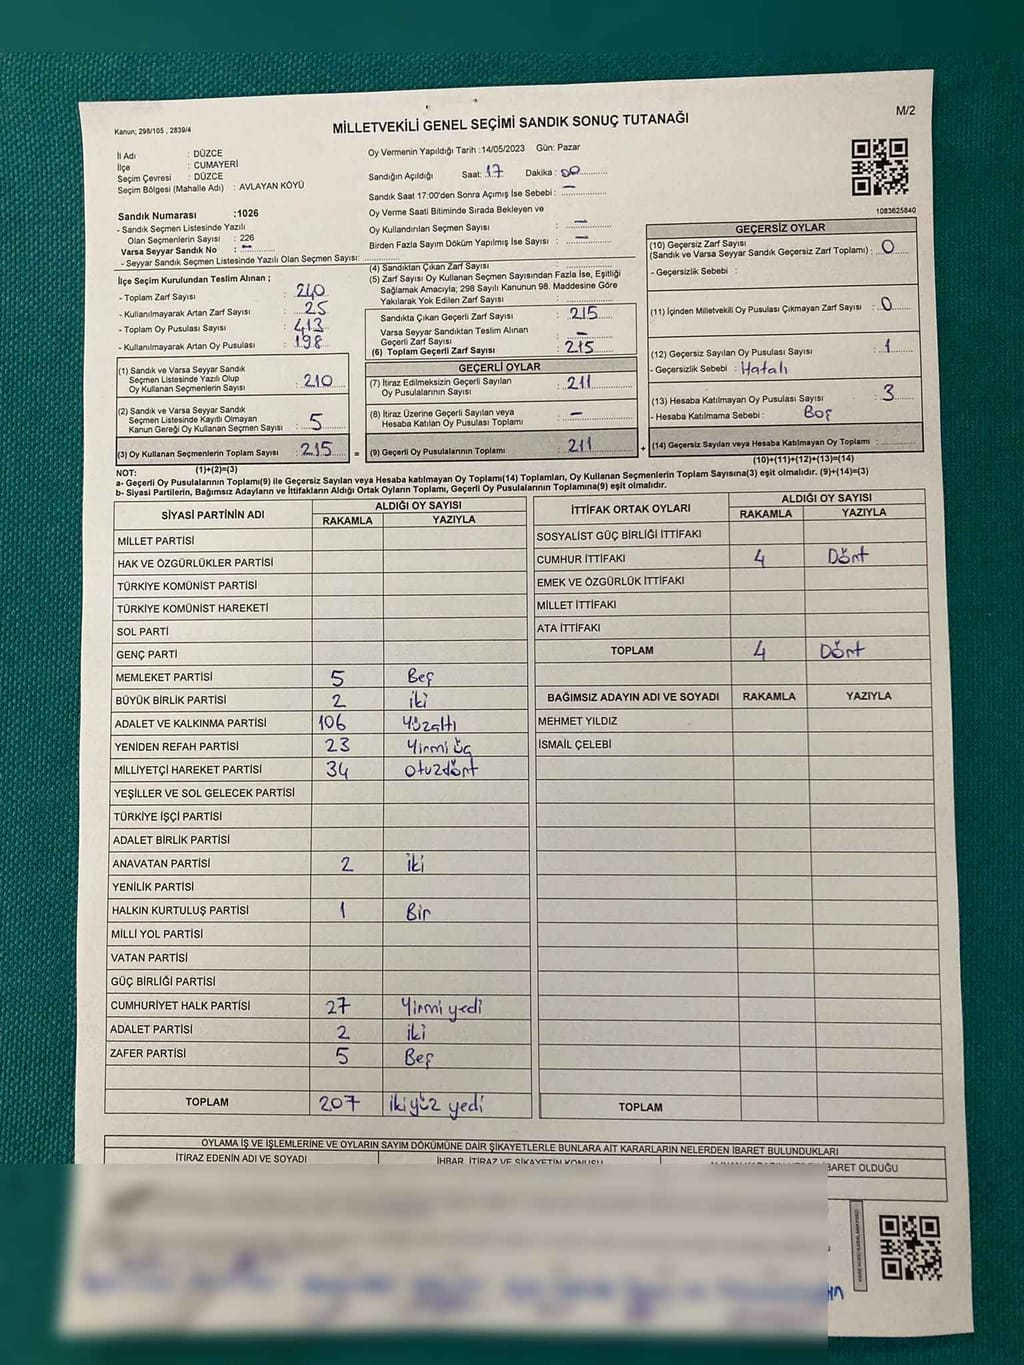 Kanun; 298/105 , 2839/4
MİLLETVEKİLİ GENEL SEÇİMİ SANDIK SONUÇ TUTANAĞI
M/2
İl Adı : DÜZCE
İlçe : CUMAYERİ
Seçim Çevresi : DÜZCE
Seçim Bölgesi (Mahalle Adı) : AVLAYAN KÖYÜ
Oy Vermenin Yapıldığı Tarih :14/05/2023 Gün: Pazar
Sandığın Açıldığı Saat: 17 Dakika : 00
Sandık Saat 17:00'den Sonra Açımış İse Sebebi : –
Oy Verme Saati Bitiminde Sırada Bekleyen ve
Oy Kullandırılan Seçmen Sayısı : –
Birden Fazla Sayım Döküm Yapılmış İse Sayısı : –
Sandık Numarası :1026
- Sandık Seçmen Listesinde Yazılı
Olan Seçmenlerin Sayısı : 226
Varsa Seyyar Sandık No : –
- Seyyar Sandık Seçmen Listesinde Yazılı Olan Seçmen Sayısı:
1083625840
İlçe Seçim Kurulundan Teslim Alınan ;
- Toplam Zarf Sayısı : 240
- Kullanılmayarak Artan Zarf Sayısı : 25
- Toplam Oy Pusulası Sayısı : 413
- Kullanılmayarak Artan Oy Pusulası : 198
(1) Sandık ve Varsa Seyyar Sandık
Seçmen Listesinde Yazılı Olup
Oy Kullanan Seçmenlerin Sayısı : 210
(2) Sandık ve Varsa Seyyar Sandık
Seçmen Listesinde Kayıtlı Olmayan
Kanun Gereği Oy Kullanan Seçmen Sayısı : 5
(3) Oy Kullanan Seçmenlerin Toplam Sayısı : 215
(4) Sandıktan Çıkan Zarf Sayısı :
(5) Zarf Sayısı Oy Kullanan Seçmen Sayısından Fazla İse, Eşitliği
Sağlamak Amacıyla; 298 Sayılı Kanunun 98. Maddesine Göre
Yakılarak Yok Edilen Zarf Sayısı :
Sandıkta Çıkan Geçerli Zarf Sayısı : 215
Varsa Seyyar Sandıktan Teslim Alınan
Geçerli Zarf Sayısı : –
(6) Toplam Geçerli Zarf Sayısı : 215
GEÇERLİ OYLAR
(7) İtiraz Edilmeksizin Geçerli Sayılan
Oy Pusulalarının Sayısı : 211
(8) İtiraz Üzerine Geçerli Sayılan veya
Hesaba Katılan Oy Pusulası Toplamı : –
= (9) Geçerli Oy Pusulalarının Toplamı : 211 +
GEÇERSİZ OYLAR
(10) Geçersiz Zarf Sayısı
(Sandık ve Varsa Seyyar Sandık Geçersiz Zarf Toplamı) : 0
- Geçersizlik Sebebi :
(11) İçinden Milletvekili Oy Pusulası Çıkmayan Zarf Sayısı : 0
(12) Geçersiz Sayılan Oy Pusulası Sayısı : 1
- Geçersizlik Sebebi : Hatalı
(13) Hesaba Katılmayan Oy Pusulası Sayısı : 3
- Hesaba Katılmama Sebebi : Boş
(14) Geçersiz Sayılan veya Hesaba Katılmayan Oy Toplamı :
NOT: (1)+(2)=(3)
(10)+(11)+(12)+(13)=(14)
a- Geçerli Oy Pusulalarının Toplamı(9) ile Geçersiz Sayılan veya Hesaba katılmayan Oy Toplamı(14) Toplamları, Oy Kullanan Seçmenlerin Toplam Sayısına(3) eşit olmalıdır. (9)+(14)=(3)
b- Siyasi Partilerin, Bağımsız Adayların ve İttifakların Aldığı Ortak Oyların Toplamı, Geçerli Oy Pusulalarının Toplamına(9) eşit olmalıdır.
SİYASİ PARTİNİN ADI ALDIĞI OY SAYISI
RAKAMLA YAZIYLA
MİLLET PARTİSİ
HAK VE ÖZGÜRLÜKLER PARTİSİ
TÜRKİYE KOMÜNİST PARTİSİ
TÜRKİYE KOMÜNİST HAREKETİ
SOL PARTİ
GENÇ PARTİ
MEMLEKET PARTİSİ 5 Beş
BÜYÜK BİRLİK PARTİSİ 2 iki
ADALET VE KALKINMA PARTİSİ 106 Yüzaltı
YENİDEN REFAH PARTİSİ 23 Yirmi üç
MİLLİYETÇİ HAREKET PARTİSİ 34 otuzdört
YEŞİLLER VE SOL GELECEK PARTİSİ
TÜRKİYE İŞÇİ PARTİSİ
ADALET BİRLİK PARTİSİ
ANAVATAN PARTİSİ 2 iki
YENİLİK PARTİSİ
HALKIN KURTULUŞ PARTİSİ 1 Bir
MİLLİ YOL PARTİSİ
VATAN PARTİSİ
GÜÇ BİRLİĞİ PARTİSİ
CUMHURİYET HALK PARTİSİ 27 Yirmi yedi
ADALET PARTİSİ 2 iki
ZAFER PARTİSİ 5 Beş
TOPLAM 207 ikiyüz yedi
İTTİFAK ORTAK OYLARI ALDIĞI OY SAYISI
RAKAMLA YAZIYLA
SOSYALİST GÜÇ BİRLİĞİ İTTİFAKI
CUMHUR İTTİFAKI 4 Dört
EMEK VE ÖZGÜRLÜK İTTİFAKI
MİLLET İTTİFAKI
ATA İTTİFAKI
TOPLAM 4 Dört
BAĞIMSIZ ADAYIN ADI VE SOYADI RAKAMLA YAZIYLA
MEHMET YILDIZ
İSMAİL ÇELEBİ
TOPLAM
OYLAMA İŞ VE İŞLEMLERİNE VE OYLARIN SAYIM DÖKÜMÜNE DAİR ŞİKAYETLERLE BUNLARA AİT KARARLARIN NELERDEN İBARET BULUNDUKLARI
İTİRAZ EDENİN ADI VE SOYADI
İHBAR, İTİRAZ VE ŞİKAYETİN KONUSU
İBARET OLDUĞU